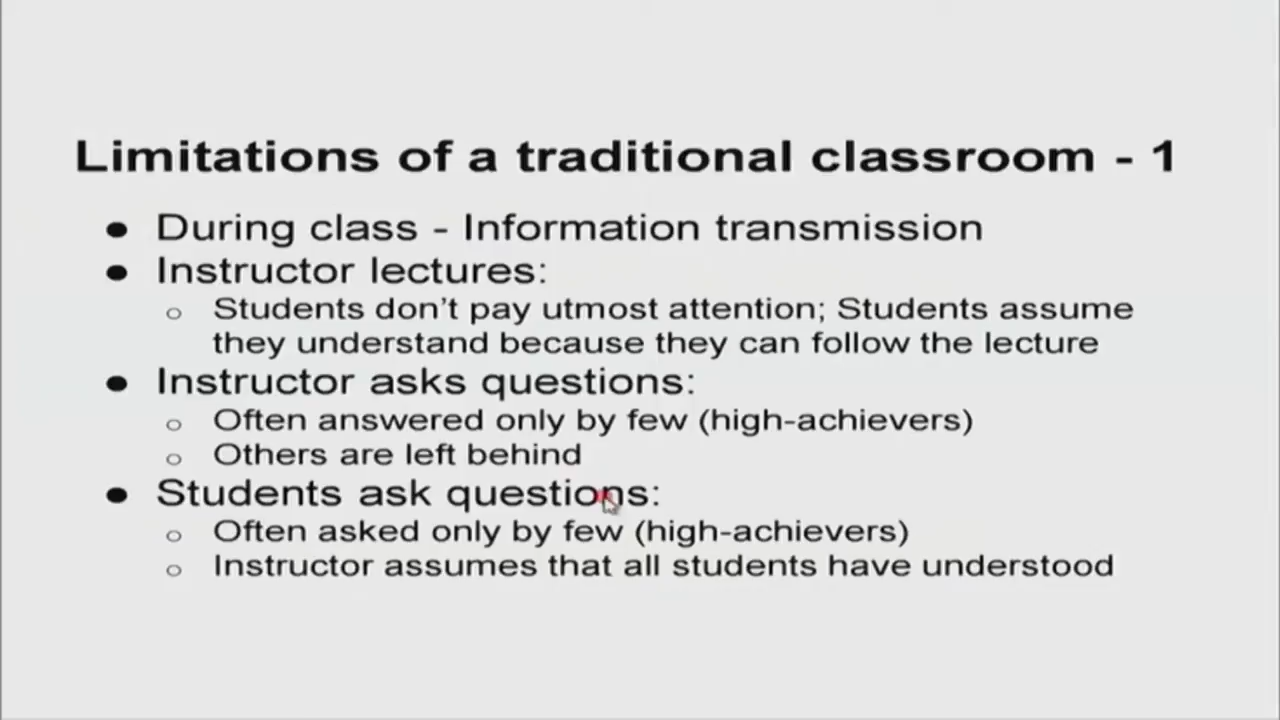 Limitations of a traditional classroom - 1
● During class - Information transmission
● Instructor lectures:
○ Students don't pay utmost attention; Students assume
they understand because they can follow the lecture
● Instructor asks questions:
○ Often answered only by few (high-achievers)
○ Others are left behind
● Students ask questions:
○ Often asked only by few (high-achievers)
○ Instructor assumes that all students have understood